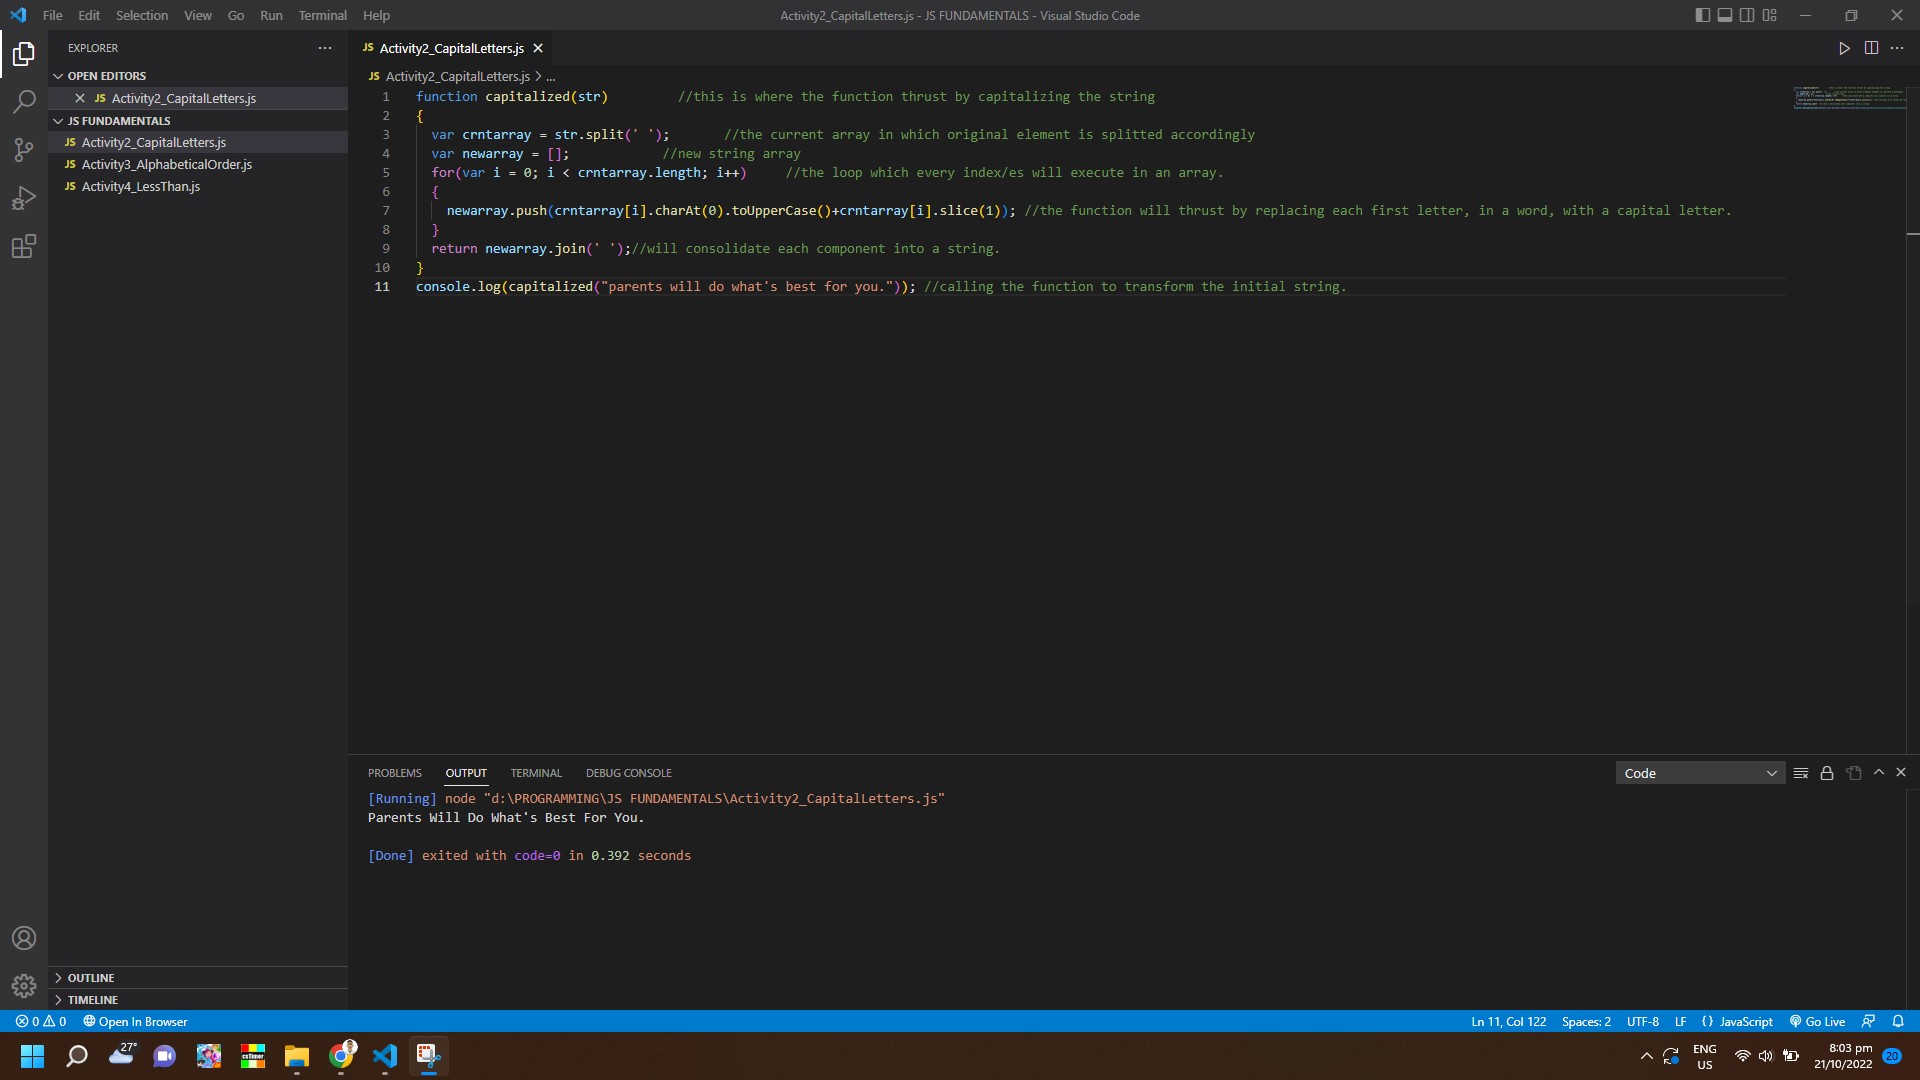 File Edit Selection View Go Run Terminal Help Activity2_CapitalLetters.js - JS FUNDAMENTALS - Visual Studio Code
EXPLORER ···
OPEN EDITORS
JS Activity2_CapitalLetters.js
JS FUNDAMENTALS
JS Activity2_CapitalLetters.js
JS Activity3_AlphabeticalOrder.js
JS Activity4_LessThan.js
OUTLINE
TIMELINE
JS Activity2_CapitalLetters.js
JS Activity2_CapitalLetters.js > ...
1 function capitalized(str) //this is where the function thrust by capitalizing the string
2 {
3 var crntarray = str.split(' '); //the current array in which original element is splitted accordingly
4 var newarray = []; //new string array
5 for(var i = 0; i < crntarray.length; i++) //the loop which every index/es will execute in an array.
6 {
7 newarray.push(crntarray[i].charAt(0).toUpperCase()+crntarray[i].slice(1)); //the function will thrust by replacing each first letter, in a word, with a capital letter.
8 }
9 return newarray.join(' ');//will consolidate each component into a string.
10 }
11 console.log(capitalized("parents will do what's best for you.")); //calling the function to transform the initial string.
PROBLEMS OUTPUT TERMINAL DEBUG CONSOLE Code
[Running] node "d:\PROGRAMMING\JS FUNDAMENTALS\Activity2_CapitalLetters.js"
Parents Will Do What's Best For You.
[Done] exited with code=0 in 0.392 seconds
0 0 Open In Browser Ln 11, Col 122 Spaces: 2 UTF-8 LF {} JavaScript Go Live
27° csTimer ENG
US
8:03 pm
21/10/2022 20